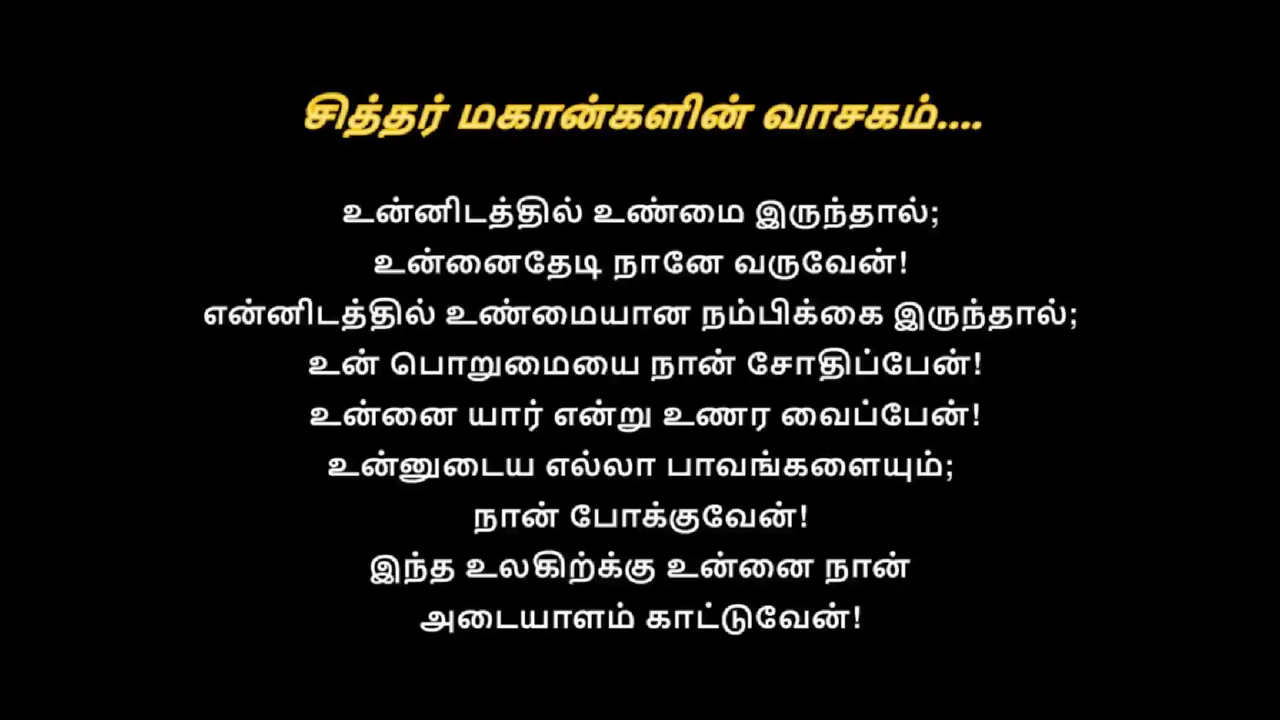 சித்தர் மகான்களின் வாசகம்....
உன்னிடத்தில் உண்மை இருந்தால்;
உன்னைதேடி நானே வருவேன்!
என்னிடத்தில் உண்மையான நம்பிக்கை இருந்தால்;
உன் பொறுமையை நான் சோதிப்பேன்!
உன்னை யார் என்று உணர வைப்பேன்!
உன்னுடைய எல்லா பாவங்களையும்;
நான் போக்குவேன்!
இந்த உலகிற்க்கு உன்னை நான்
அடையாளம் காட்டுவேன்!